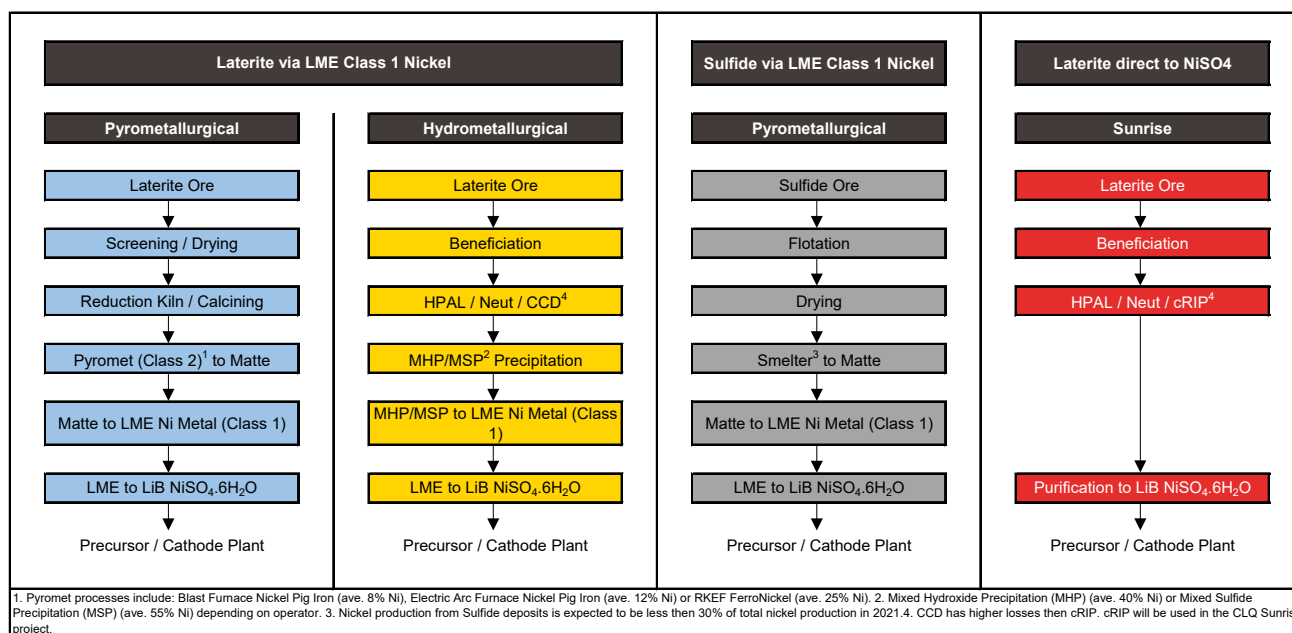 Laterite via LME Class 1 Nickel
Sulfide via LME Class 1 Nickel
Laterite direct to NiSO4
Pyrometallurgical
Hydrometallurgical
Pyrometallurgical
Sunrise
Laterite Ore
Screening / Drying
Reduction Kiln / Calcining
Pyromet (Class 2)¹ to Matte
Matte to LME Ni Metal (Class 1)
LME to LiB NiSO₄.6H₂O
Precursor / Cathode Plant
Laterite Ore
Beneficiation
HPAL / Neut / CCD⁴
MHP/MSP² Precipitation
MHP/MSP to LME Ni Metal (Class
1)
LME to LiB NiSO₄.6H₂O
Precursor / Cathode Plant
Sulfide Ore
Flotation
Drying
Smelter³ to Matte
Matte to LME Ni Metal (Class 1)
LME to LiB NiSO₄.6H₂O
Precursor / Cathode Plant
Laterite Ore
Beneficiation
HPAL / Neut / cRIP⁴
Purification to LiB NiSO₄.6H₂O
Precursor / Cathode Plant
1. Pyromet processes include: Blast Furnace Nickel Pig Iron (ave. 8% Ni), Electric Arc Furnace Nickel Pig Iron (ave. 12% Ni) or RKEF FerroNickel (ave. 25% Ni). 2. Mixed Hydroxide Precipitation (MHP) (ave. 40% Ni) or Mixed Sulfide
Precipitation (MSP) (ave. 55% Ni) depending on operator. 3. Nickel production from Sulfide deposits is expected to be less then 30% of total nickel production in 2021.4. CCD has higher losses then cRIP. cRIP will be used in the CLQ Sunris
project.